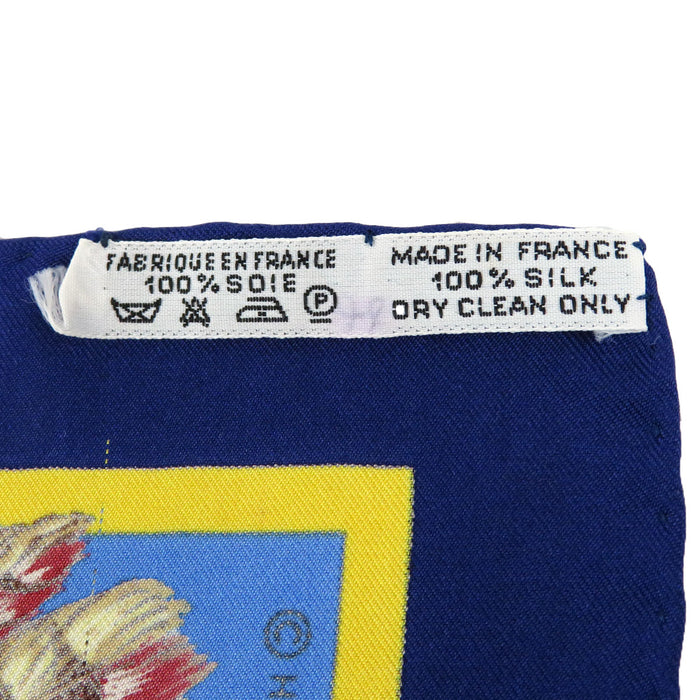 FABRIQUE EN FRANCE
100% SOIE
P
MADE IN FRANCE
100% SILK
DRY CLEAN ONLY
© H